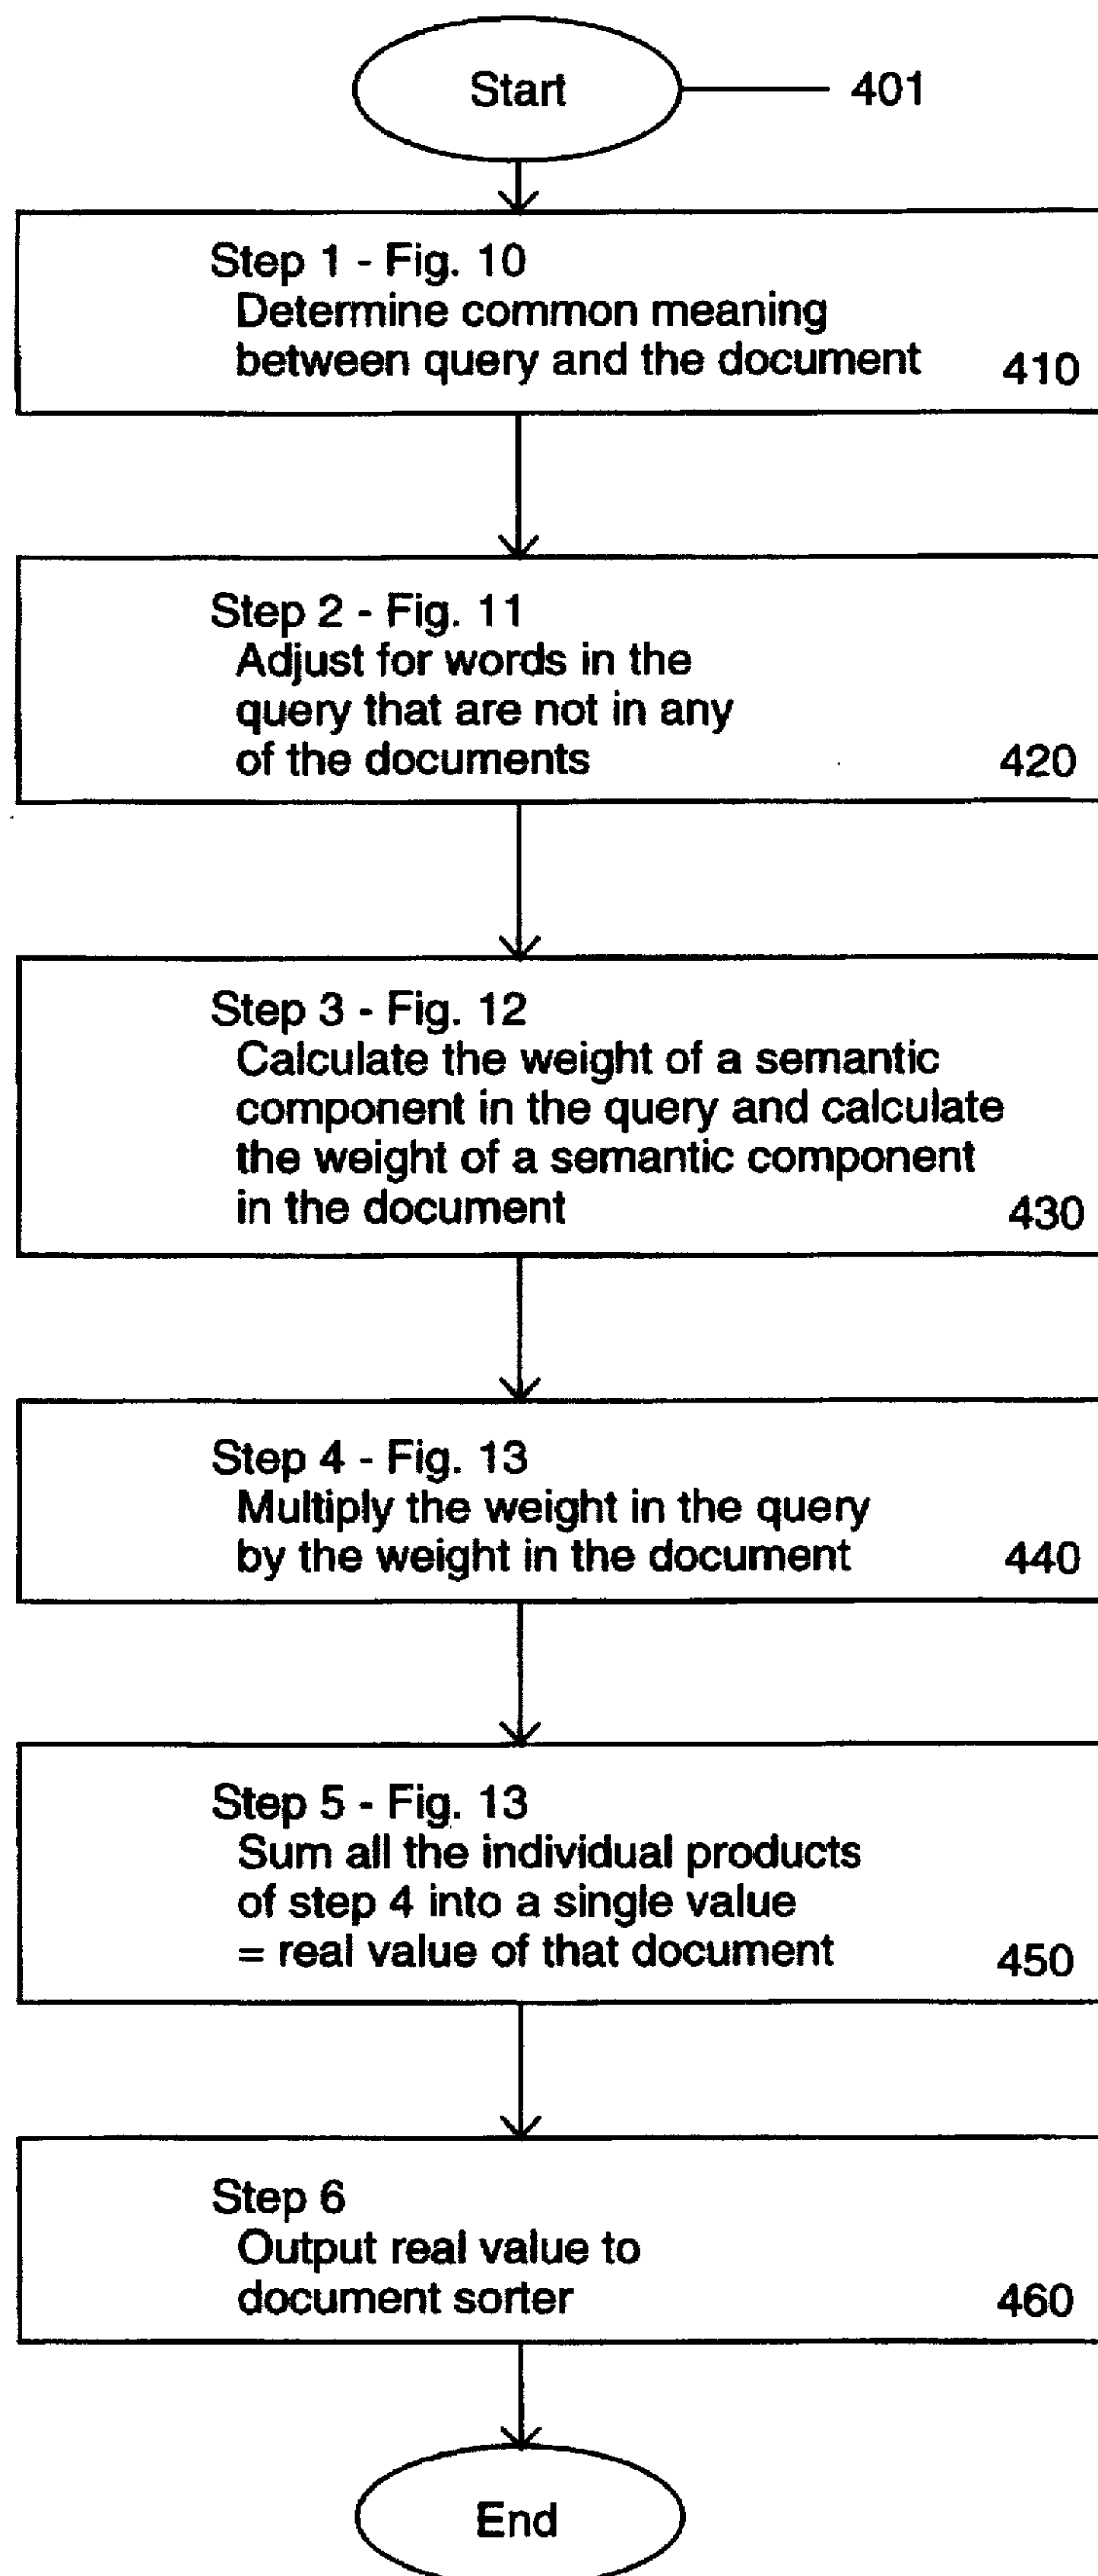 Start
401
Step 1 - Fig. 10
Determine common meaning
between query and the document
410
Step 2 - Fig. 11
Adjust for words in the
query that are not in any
of the documents
420
Step 3 - Fig. 12
Calculate the weight of a semantic
component in the query and calculate
the weight of a semantic component
in the document
430
Step 4 - Fig. 13
Multiply the weight in the query
by the weight in the document
440
Step 5 - Fig. 13
Sum all the individual products
of step 4 into a single value
= real value of that document
450
Step 6
Output real value to
document sorter
460
End